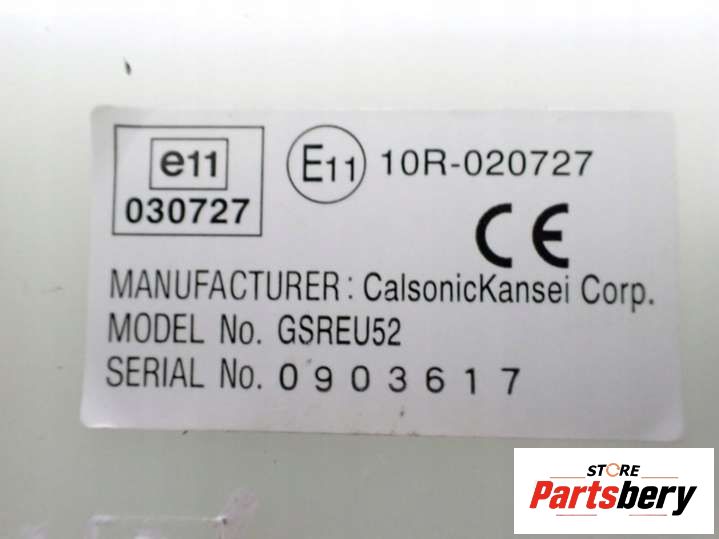 e11
030727
E11 10R-020727
CE
MANUFACTURER: CalsonicKansei Corp.
MODEL No. GSREU52
SERIAL No. 0903617
STORE
Partsbery